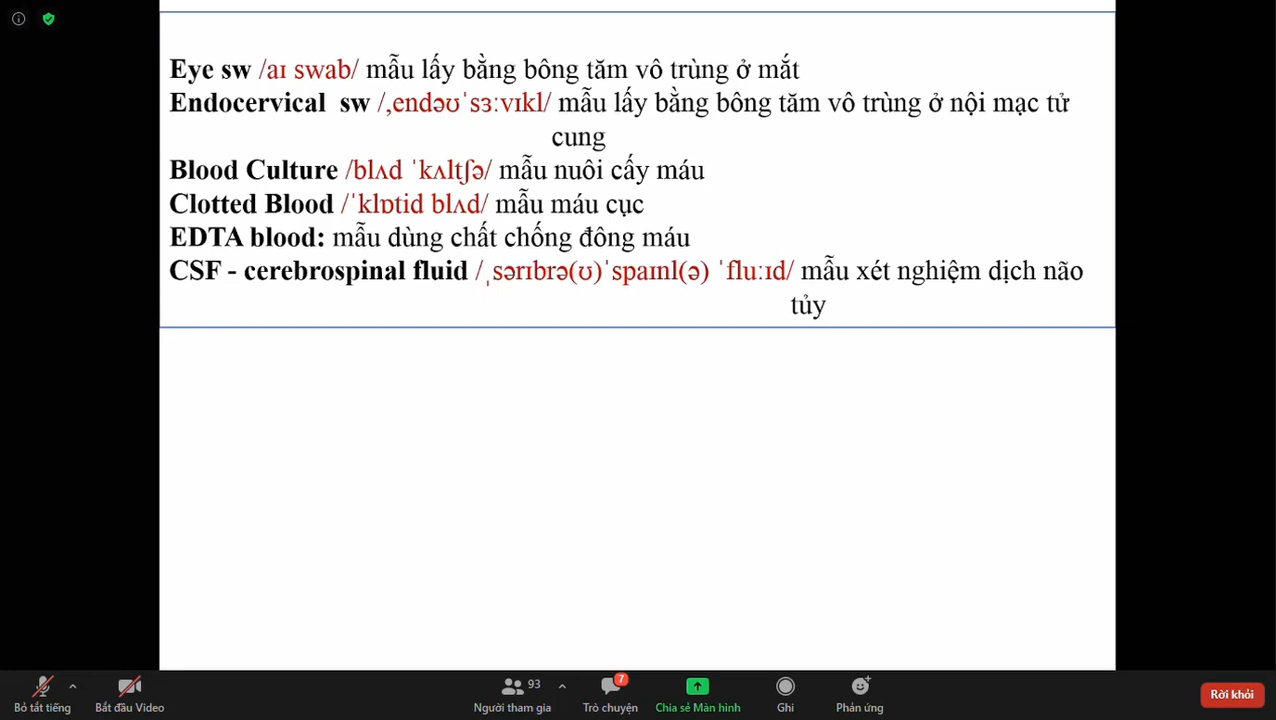 Eye sw /aɪ swab/ mẫu lấy bằng bông tăm vô trùng ở mắt
Endocervical  sw /ˌendəʊˈsɜːvɪkl/ mẫu lấy bằng bông tăm vô trùng ở nội mạc tử
cung
Blood Culture /blʌd ˈkʌltʃə/ mẫu nuôi cấy máu
Clotted Blood /ˈklɒtid blʌd/ mẫu máu cục
EDTA blood: mẫu dùng chất chống đông máu
CSF - cerebrospinal fluid /ˌsərɪbrə(ʊ)ˈspaɪnl(ə) ˈfluːɪd/ mẫu xét nghiệm dịch não
tủy
93
7
Bỏ tắt tiếng
Bắt đầu Video
Người tham gia
Trò chuyện
Chia sẻ Màn hình
Ghi
Phản ứng
Rời khỏi